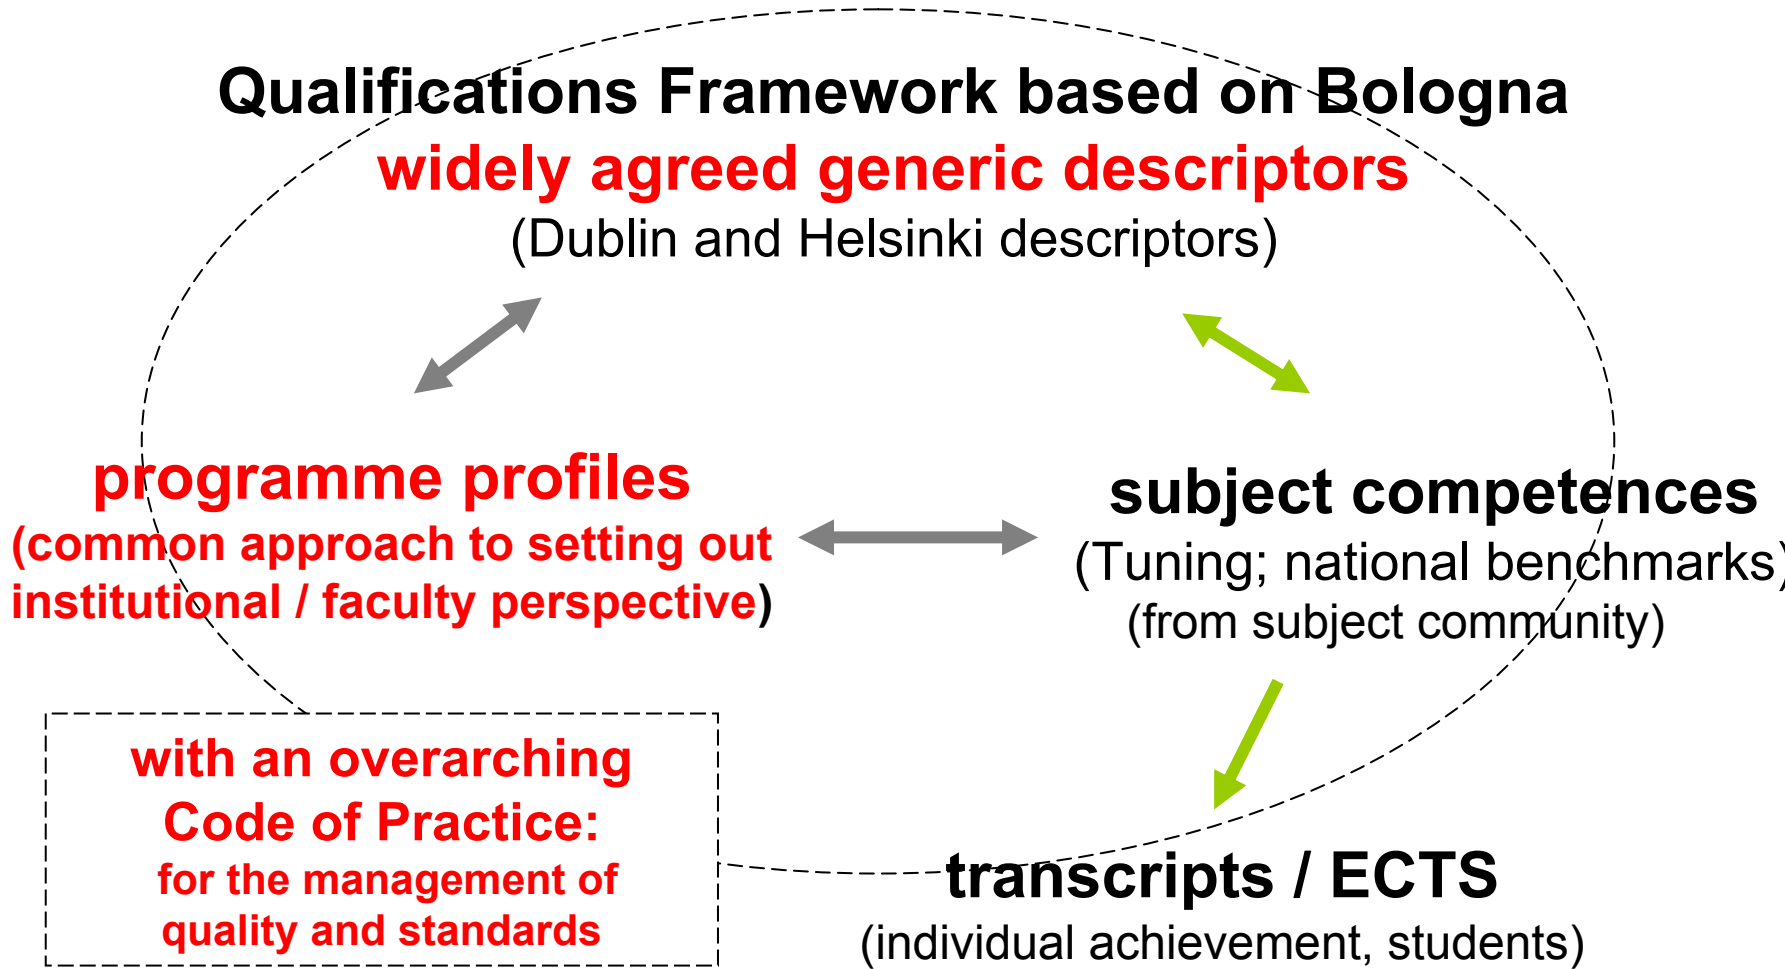 Qualifications Framework based on Bologna
widely agreed generic descriptors
(Dublin and Helsinki descriptors)
programme profiles
(common approach to setting out
institutional / faculty perspective)
subject competences
(Tuning; national benchmarks)
(from subject community)
with an overarching
Code of Practice:
for the management of
quality and standards
transcripts / ECTS
(individual achievement, students)